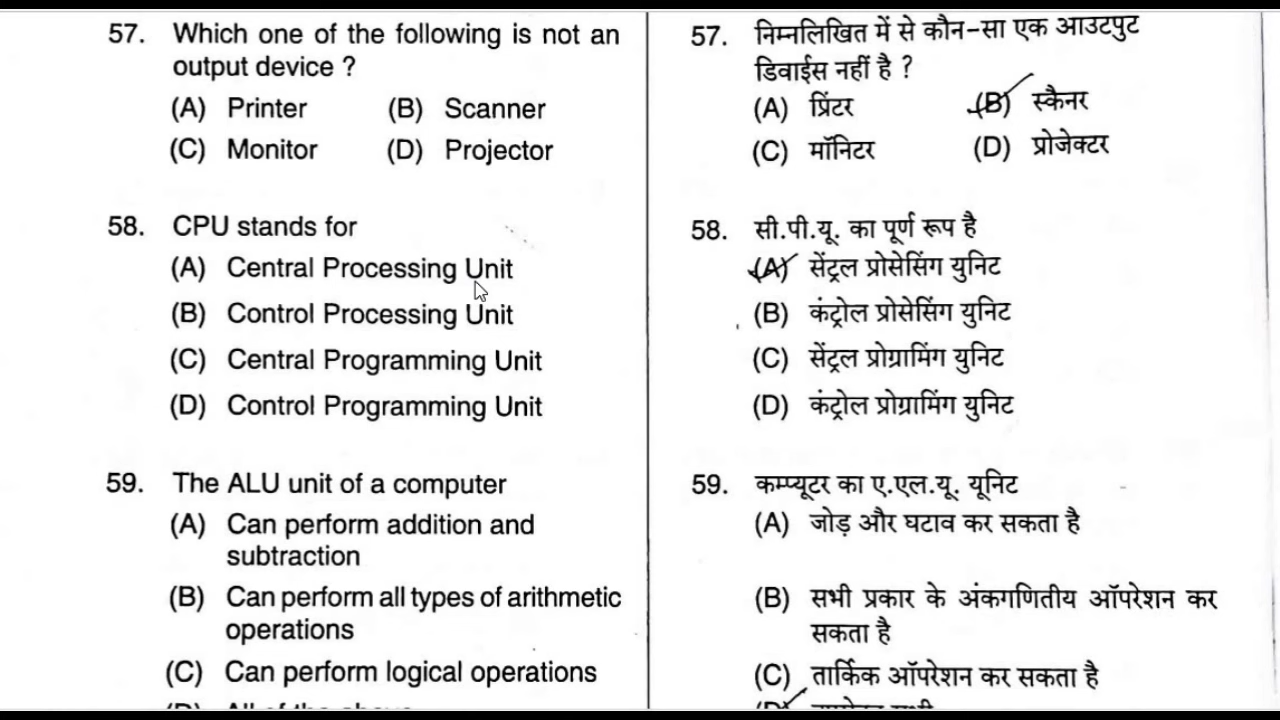 57. Which one of the following is not an
output device ?
(A) Printer (B) Scanner
(C) Monitor (D) Projector
58. CPU stands for
(A) Central Processing Unit
(B) Control Processing Unit
(C) Central Programming Unit
(D) Control Programming Unit
59. The ALU unit of a computer
(A) Can perform addition and
subtraction
(B) Can perform all types of arithmetic
operations
(C) Can perform logical operations
(D) All of the above
57. निम्नलिखित में से कौन-सा एक आउटपुट
डिवाईस नहीं है ?
(A) प्रिंटर (B) स्कैनर
(C) मॉनिटर (D) प्रोजेक्टर
58. सी.पी.यू. का पूर्ण रूप है
(A) सेंट्रल प्रोसेसिंग युनिट
(B) कंट्रोल प्रोसेसिंग युनिट
(C) सेंट्रल प्रोग्रामिंग युनिट
(D) कंट्रोल प्रोग्रामिंग युनिट
59. कम्प्यूटर का ए.एल.यू. यूनिट
(A) जोड़ और घटाव कर सकता है
(B) सभी प्रकार के अंकगणितीय ऑपरेशन कर
सकता है
(C) तार्किक ऑपरेशन कर सकता है
(D)